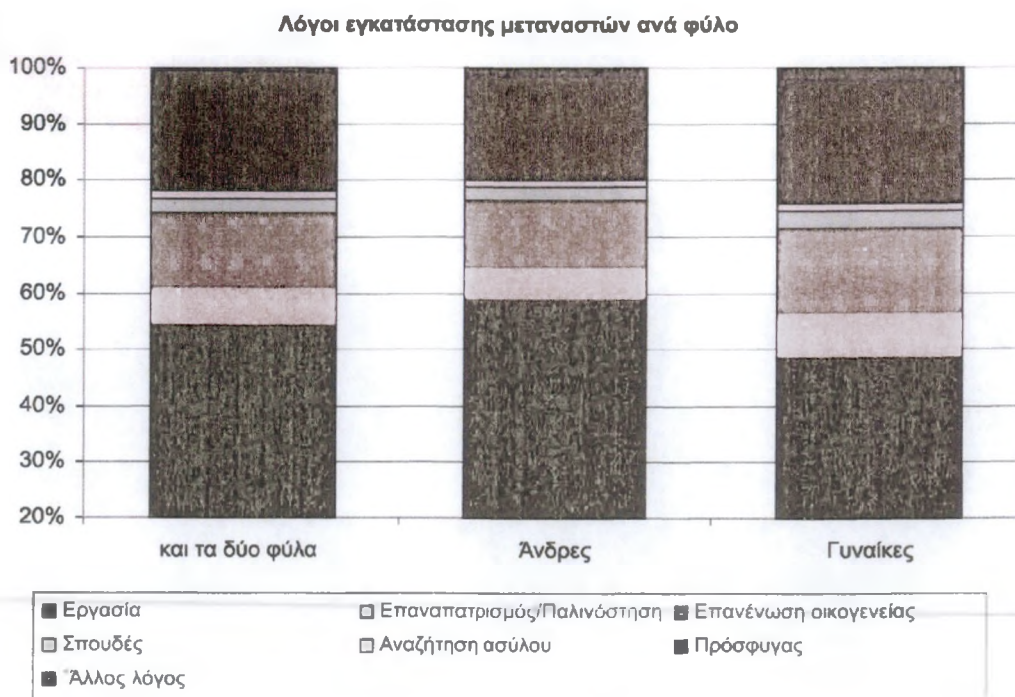 Λόγοι εγκατάστασης μεταναστών ανά φύλο
100%
90%
80%
70%
60%
50%
40%
30%
20%
και τα δύο φύλα Άνδρες Γυναίκες
Εργασία Επαναπατρισμός/Παλινόστηση Επανένωση οικογενείας
Σπουδές Αναζήτηση ασύλου Πρόσφυγας
Άλλος λόγος